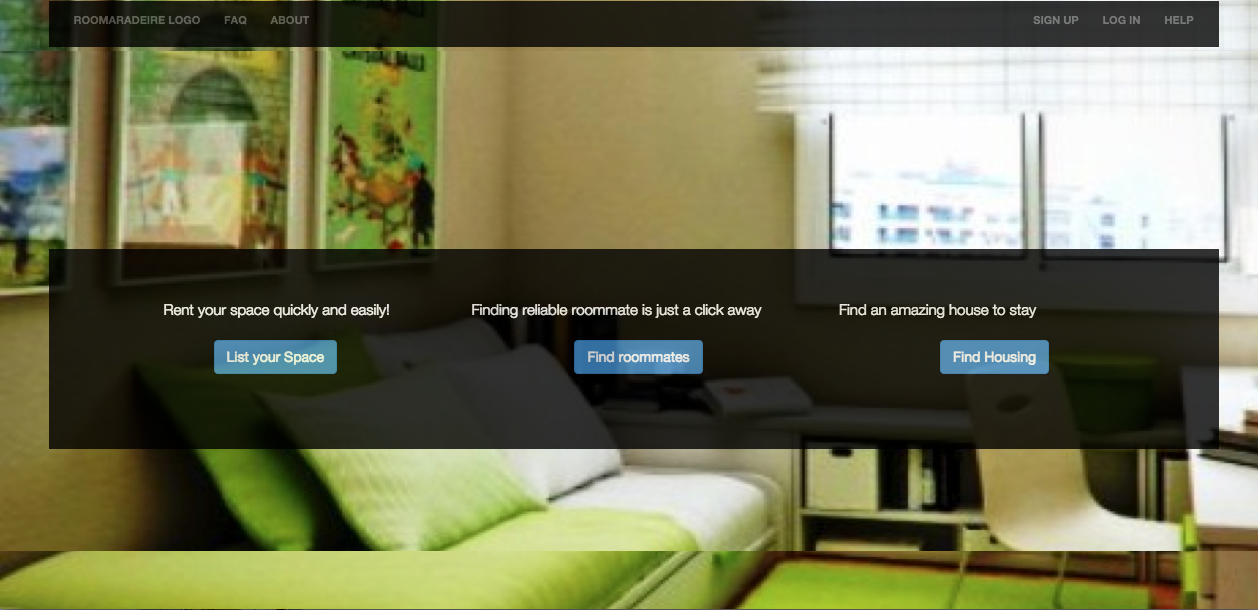 ROOMARADEIRE LOGO FAQ ABOUT SIGN UP LOG IN HELP
Rent your space quickly and easily! Finding reliable roommate is just a click away Find an amazing house to stay
List your Space Find roommates Find Housing